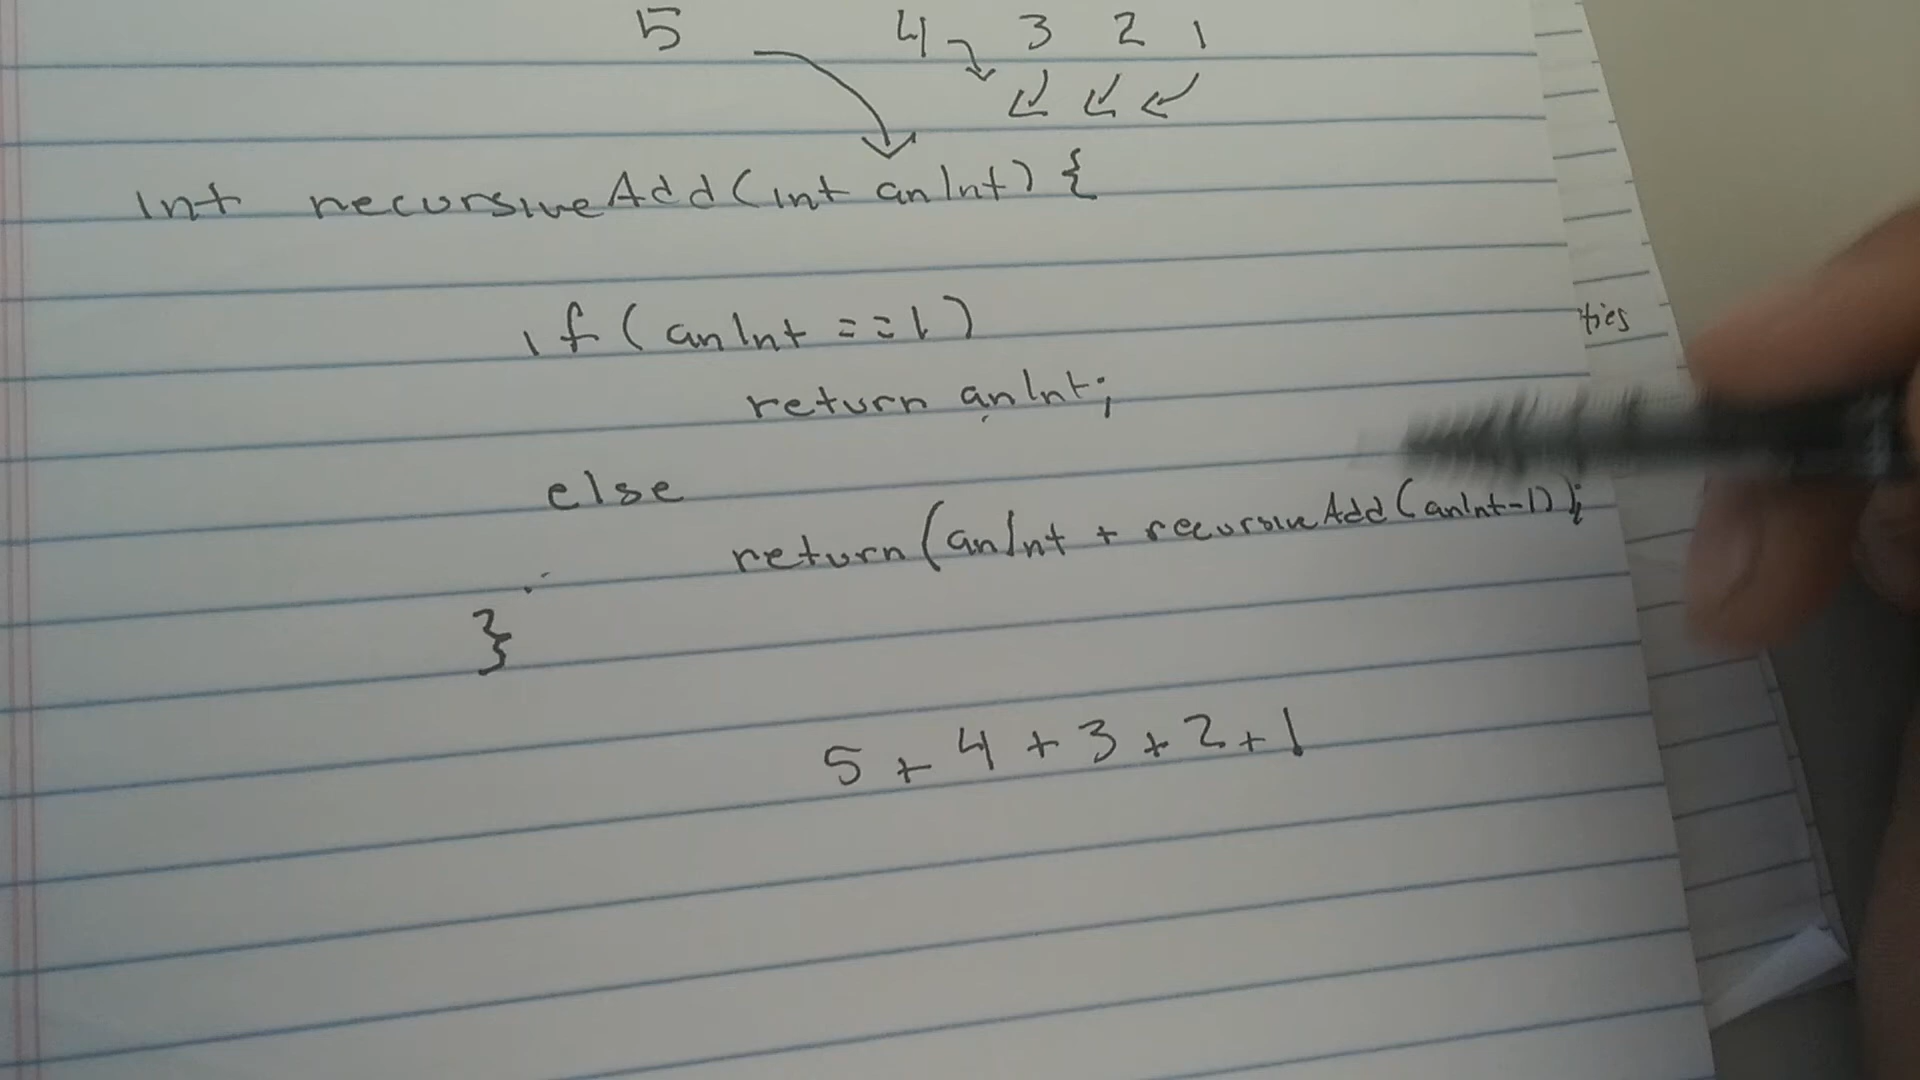 5 4 3 2 1
int recursiveAdd(int anInt) {
if (anInt == 1)
return anInt;
ties
else
return (anInt + recursiveAdd(anInt-1);
}
5 + 4 + 3 + 2 + 1